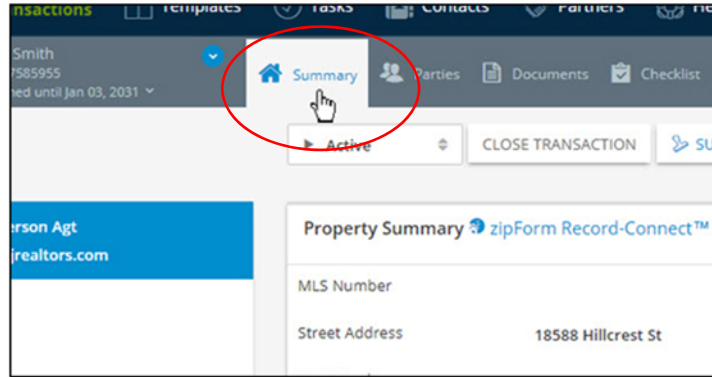 nsactions Templates Tasks Contacts Partners
Smith
7585955
ned until Jan 03, 2031
Summary Parties Documents Checklist
Active CLOSE TRANSACTION SU
erson Agt
jrealtors.com
Property Summary zipForm Record-Connect™
MLS Number
Street Address 18588 Hillcrest St